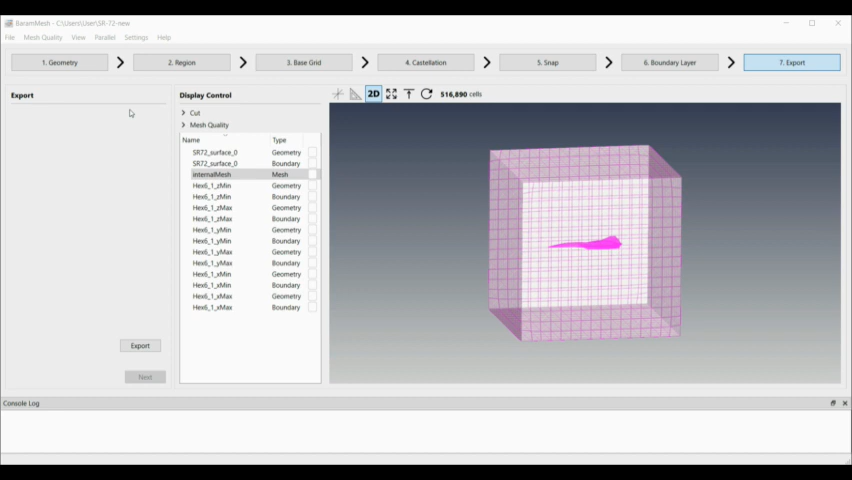 BaramMesh - C:\Users\User\SR-72-new
File Mesh Quality View Parallel Settings Help
1. Geometry 2. Region 3. Base Grid 4. Castellation 5. Snap 6. Boundary Layer 7. Export
Export
Display Control
2D 516,890 cells
Cut
Mesh Quality
Name Type
SR72_surface_0 Geometry
SR72_surface_0 Boundary
internalMesh Mesh
Hex6_1_zMin Geometry
Hex6_1_zMin Boundary
Hex6_1_zMax Geometry
Hex6_1_zMax Boundary
Hex6_1_yMin Geometry
Hex6_1_yMin Boundary
Hex6_1_yMax Geometry
Hex6_1_yMax Boundary
Hex6_1_xMin Geometry
Hex6_1_xMin Boundary
Hex6_1_xMax Geometry
Hex6_1_xMax Boundary
Export
Next
Console Log